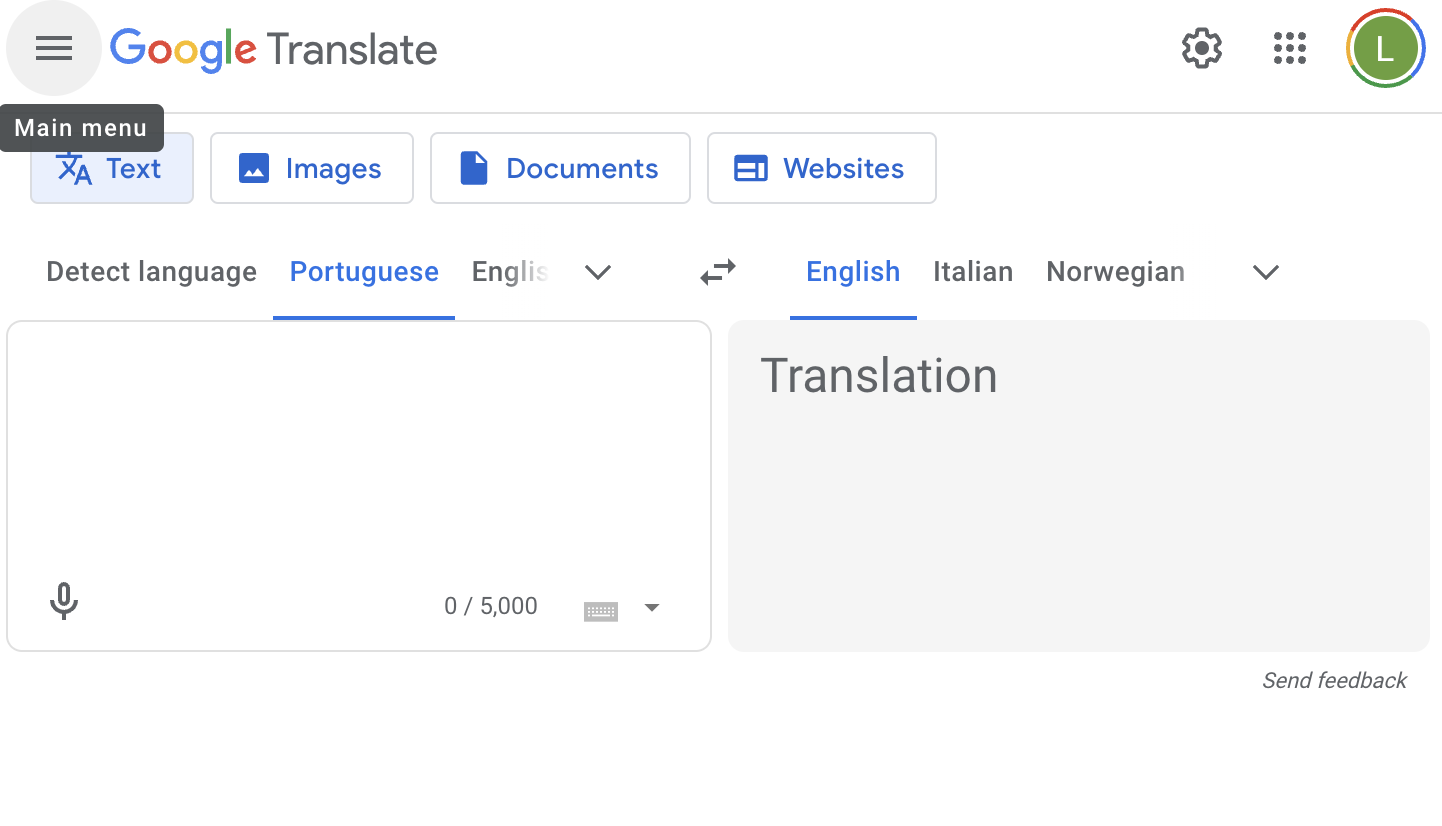 Google Translate
L
Main menu
Text
Images
Documents
Websites
Detect language
Portuguese
Englis
English
Italian
Norwegian
Translation
0 / 5,000
Send feedback